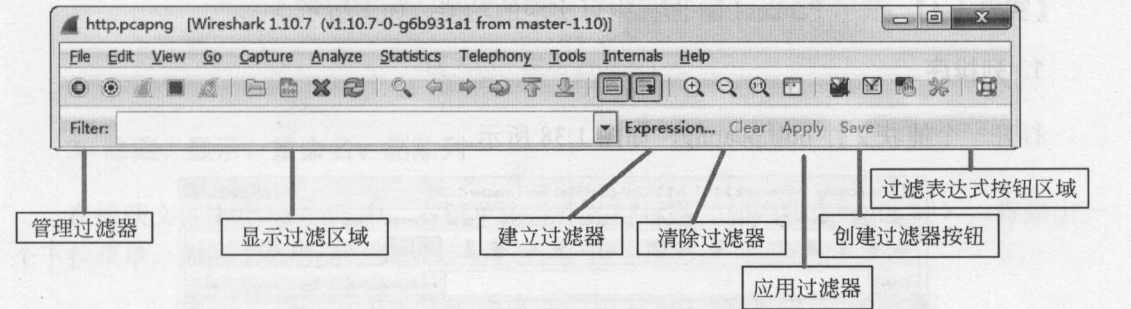 http.pcapng [Wireshark 1.10.7 (v1.10.7-0-g6b931a1 from master-1.10)]
File Edit View Go Capture Analyze Statistics Telephony Tools Internals Help
Filter: Expression... Clear Apply Save
过滤表达式按钮区域
管理过滤器
显示过滤区域
建立过滤器
清除过滤器
创建过滤器按钮
应用过滤器